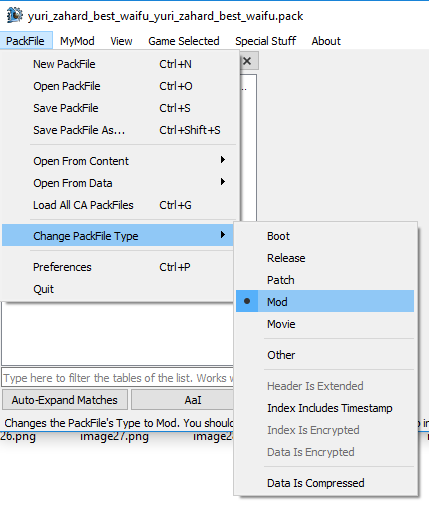 yuri_zahard_best_waifu_yuri_zahard_best_waifu.pack
PackFile MyMod View Game Selected Special Stuff About
New PackFile Ctrl+N
Open PackFile Ctrl+O
Save PackFile Ctrl+S
Save PackFile As... Ctrl+Shift+S
Open From Content
Open From Data
Load All CA PackFiles Ctrl+G
Change PackFile Type
Preferences Ctrl+P
Quit
Boot
Release
Patch
Mod
Movie
Other
Header Is Extended
Index Includes Timestamp
Index Is Encrypted
Data Is Encrypted
Data Is Compressed
Type here to filter the tables of the list. Works
Auto-Expand Matches AaI
Changes the PackFile's Type to Mod. You should
26.png image27.png